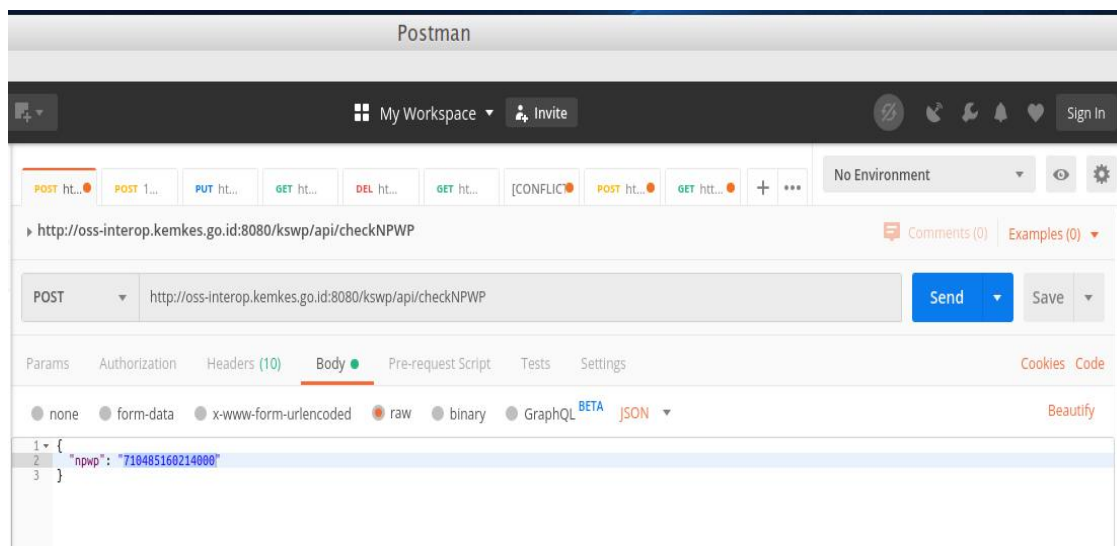 Postman
My Workspace Invite Sign In
POST ht... POST 1... PUT ht... GET ht... DEL ht... GET ht... [CONFLICT POST ht... GET htt... + ••• No Environment
http://oss-interop.kemkes.go.id:8080/kswp/api/checkNPWP Comments (0) Examples (0)
POST http://oss-interop.kemkes.go.id:8080/kswp/api/checkNPWP Send Save
Params Authorization Headers (10) Body Pre-request Script Tests Settings Cookies Code
none form-data x-www-form-urlencoded raw binary GraphQL BETA JSON Beautify
1 {
2 "npwp": "710485160214000"
3 }